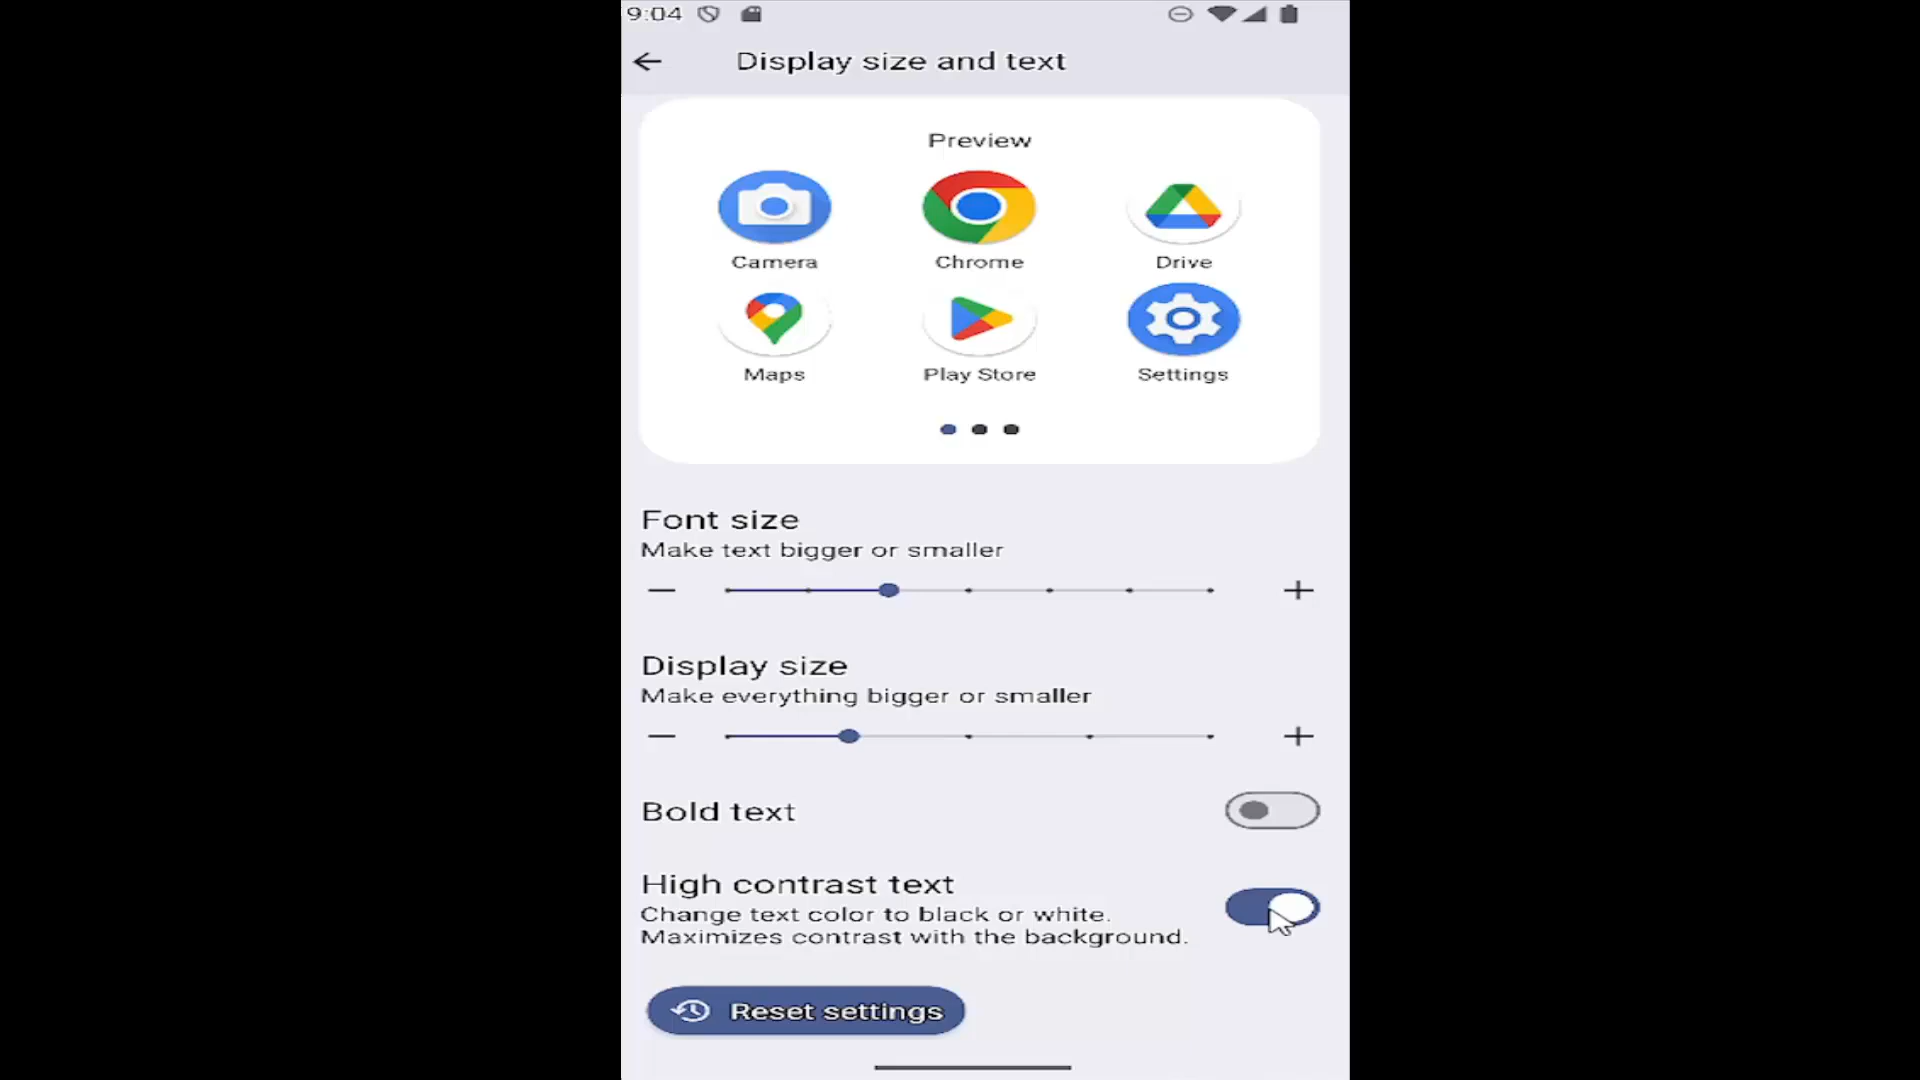 9:04
Display size and text
Preview
Camera Chrome Drive
Maps Play Store Settings
Font size
Make text bigger or smaller
Display size
Make everything bigger or smaller
Bold text
High contrast text
Change text color to black or white.
Maximizes contrast with the background.
Reset settings